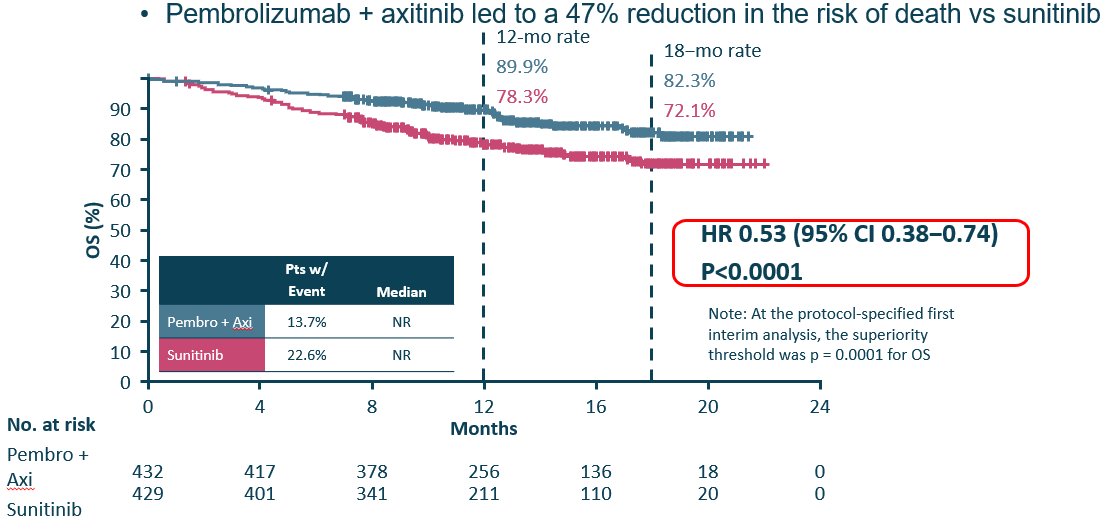 • Pembrolizumab + axitinib led to a 47% reduction in the risk of death vs sunitinib
12-mo rate
89.9%
78.3%
18–mo rate
82.3%
72.1%
OS (%)
90
80
70
60
50
40
30
20
10
0
HR 0.53 (95% CI 0.38–0.74)
P<0.0001
Note: At the protocol-specified first
interim analysis, the superiority
threshold was p = 0.0001 for OS
Pts w/
Event Median
Pembro + Axi 13.7% NR
Sunitinib 22.6% NR
0 4 8 12 16 20 24
Months
No. at risk
Pembro +
Axi
432 417 378 256 136 18 0
429 401 341 211 110 20 0
Sunitinib